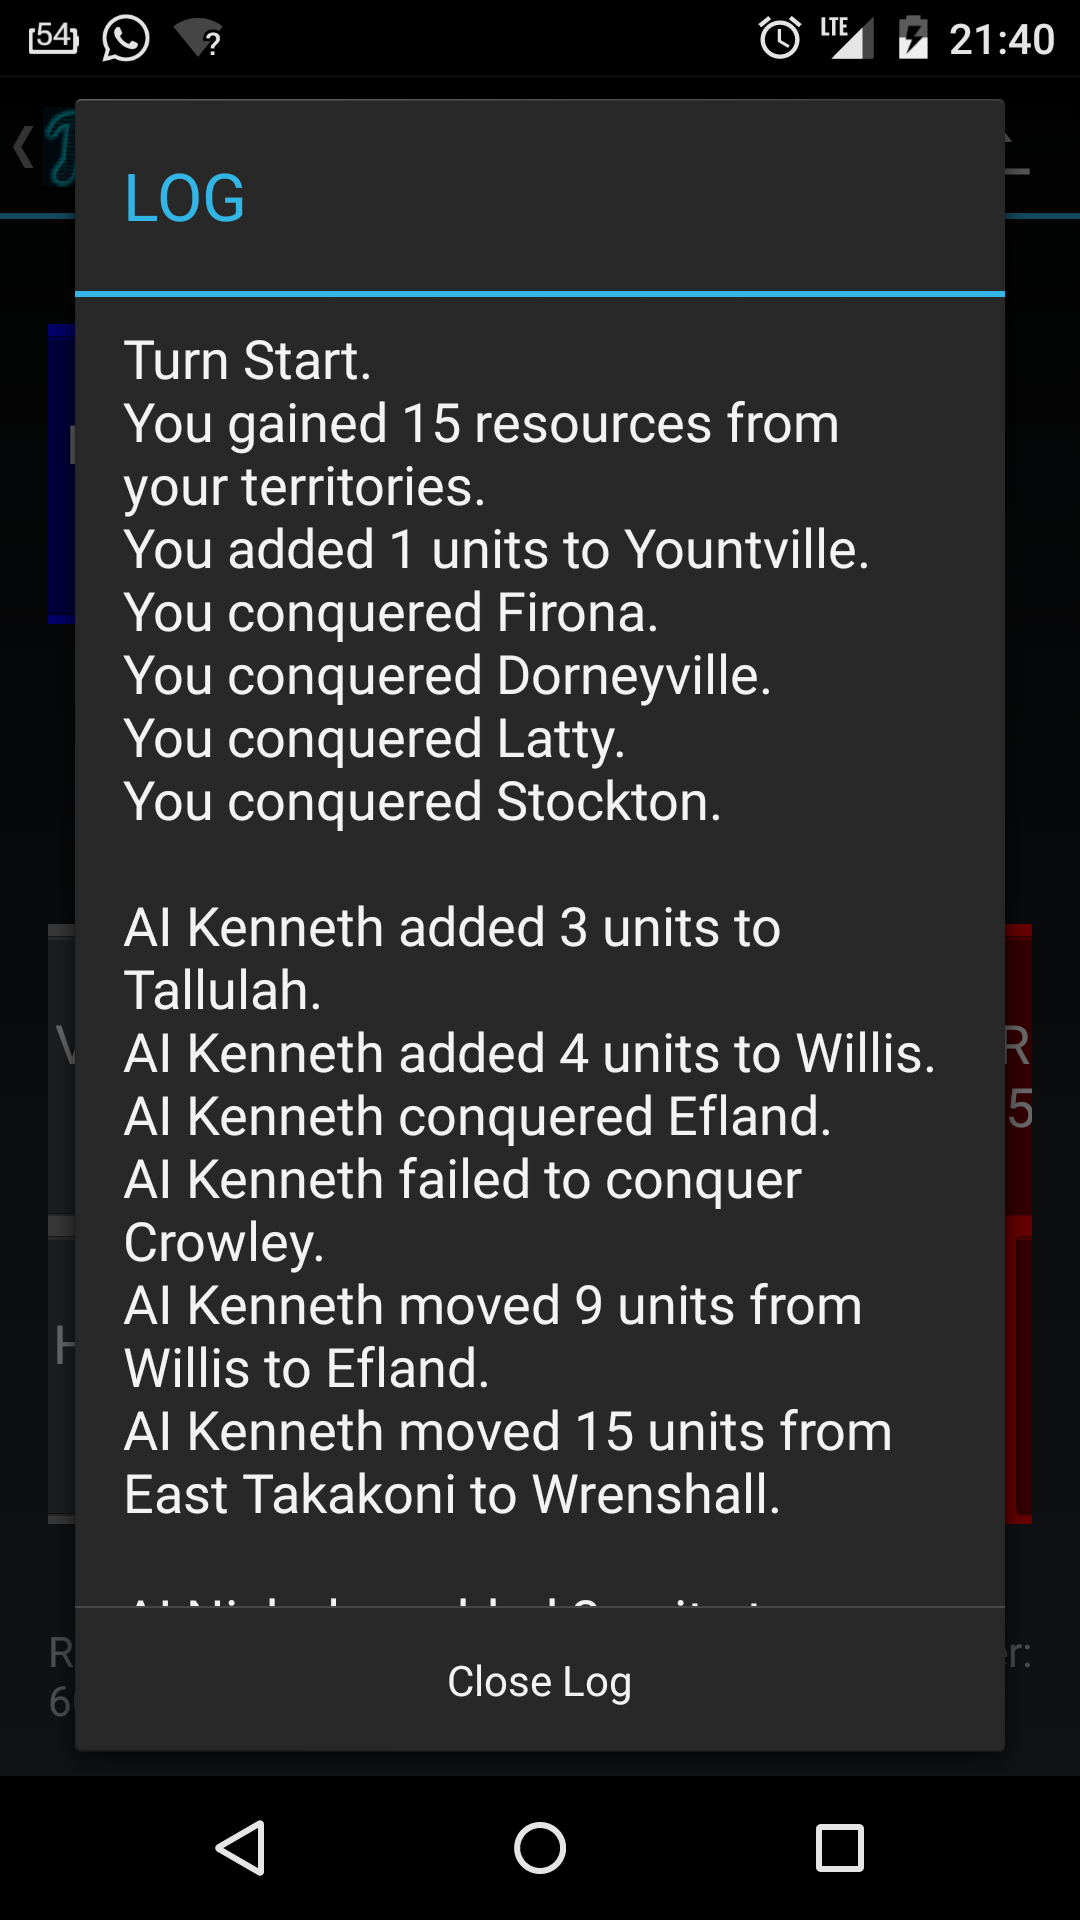 54
?
LTE
21:40
LOG
Turn Start.
You gained 15 resources from
your territories.
You added 1 units to Yountville.
You conquered Firona.
You conquered Dorneyville.
You conquered Latty.
You conquered Stockton.
AI Kenneth added 3 units to
Tallulah.
AI Kenneth added 4 units to Willis.
AI Kenneth conquered Efland.
AI Kenneth failed to conquer
Crowley.
AI Kenneth moved 9 units from
Willis to Efland.
AI Kenneth moved 15 units from
East Takakoni to Wrenshall.
R
5
R
r:
6
Close Log